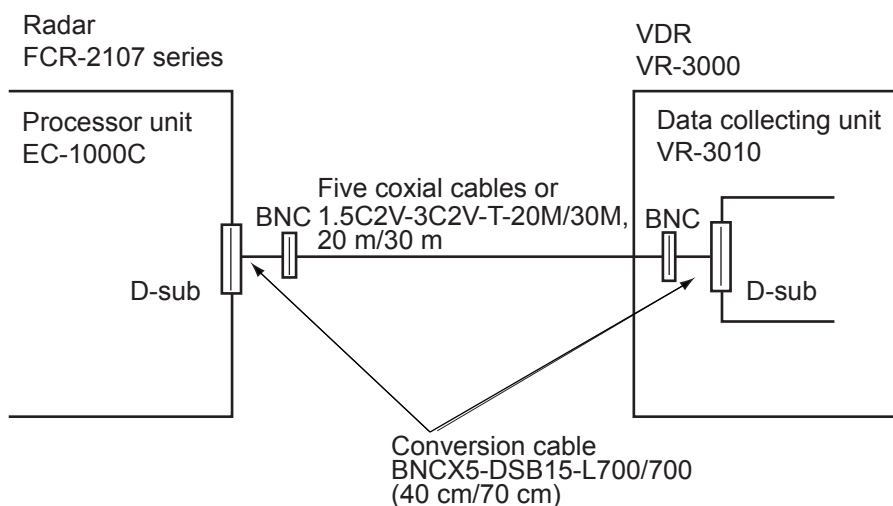 Radar
FCR-2107 series
VDR
VR-3000
Processor unit
EC-1000C
Data collecting unit
VR-3010
Five coxial cables or
BNC
1.5C2V-3C2V-T-20M/30M,
BNC
20 m/30 m
D-sub
D-sub
Conversion cable
BNCX5-DSB15-L700/700
(40 cm/70 cm)